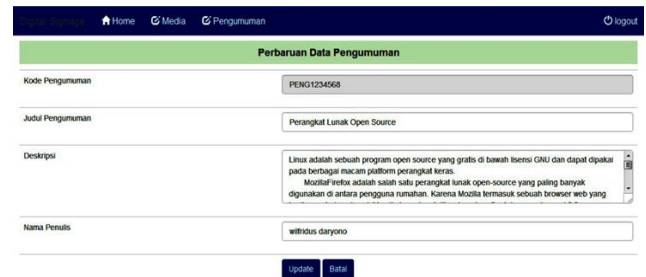 Digital Signage Home Media Pengumuman logout
Perbaruan Data Pengumuman
Kode Pengumuman PENG1234568
Judul Pengumuman Perangkat Lunak Open Source
Deskripsi Linux adalah sebuah program open source yang gratis di bawah lisensi GNU dan dapat dipakai
pada berbagai macam platform perangkat keras.
MozillaFirefox adalah salah satu perangkat lunak open-source yang paling banyak
digunakan di antara pengguna rumahan. Karena Mozilla termasuk sebuah browser web yang
Nama Penulis wilfridus daryono
Update Batal